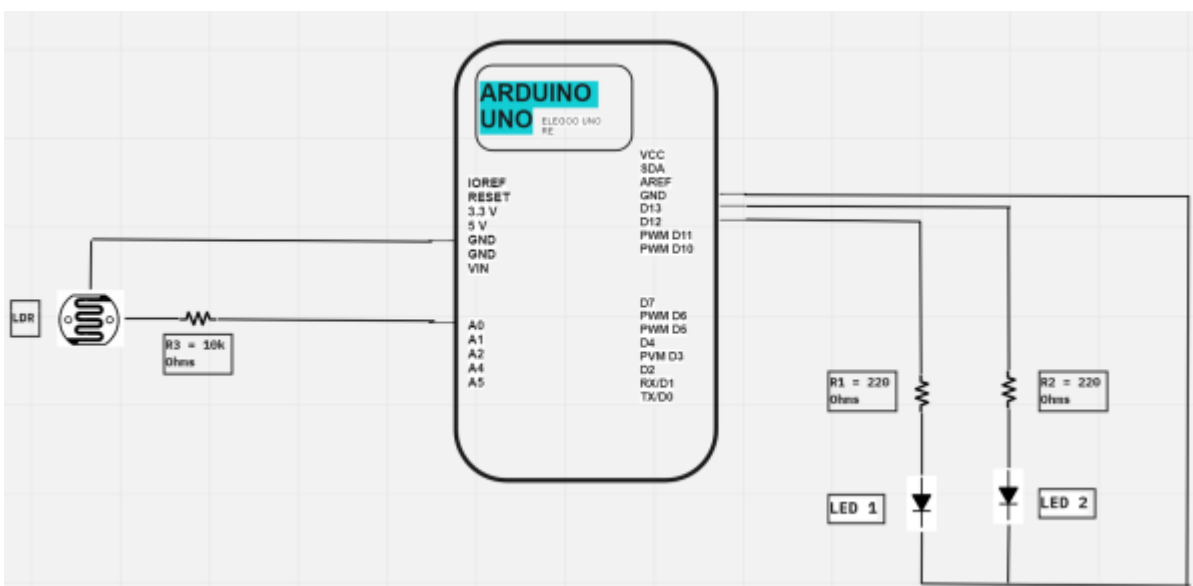 ARDUINO
UNO
ELEGOO UNO
RE
IOREF
RESET
3.3 V
5 V
GND
GND
VIN
A0
A1
A2
A4
A5
VCC
SDA
AREF
GND
D13
D12
PWM D11
PWM D10
D7
PWM D6
PWM D5
D4
PVM D3
D2
RX/D1
TX/D0
LDR
R3 = 10k
Ohms
R1 = 220
Ohms
R2 = 220
Ohms
LED 1
LED 2